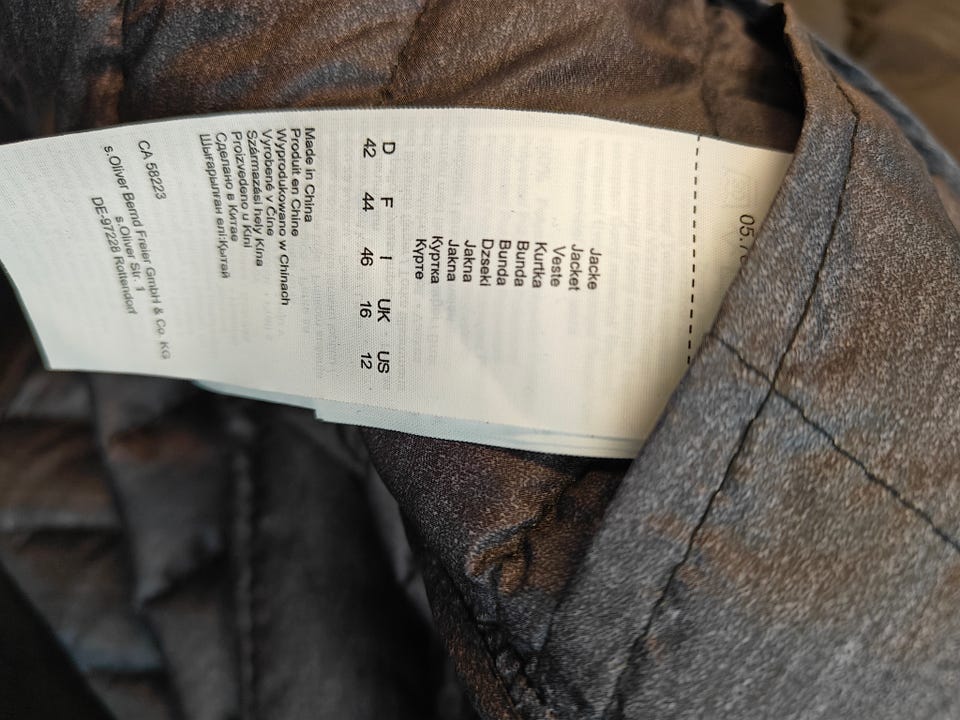 Jacke
Jacket
Veste
Kurtka
Bunda
Bunda
Dzseki
Jakna
Jakna
Куртка
Курте
D F I UK US
42 44 46 16 12
Made in China
Produit en Chine
Wyprodukowano w Chinach
Vyrobené v Číne
Származási hely Kína
Proizvedeno u Kini
Сделано в Китае
Шығарылған елі:Қытай
CA 58223
s.Oliver Bernd Freier GmbH & Co. KG
s.Oliver Str. 1
DE-97228 Rottendorf